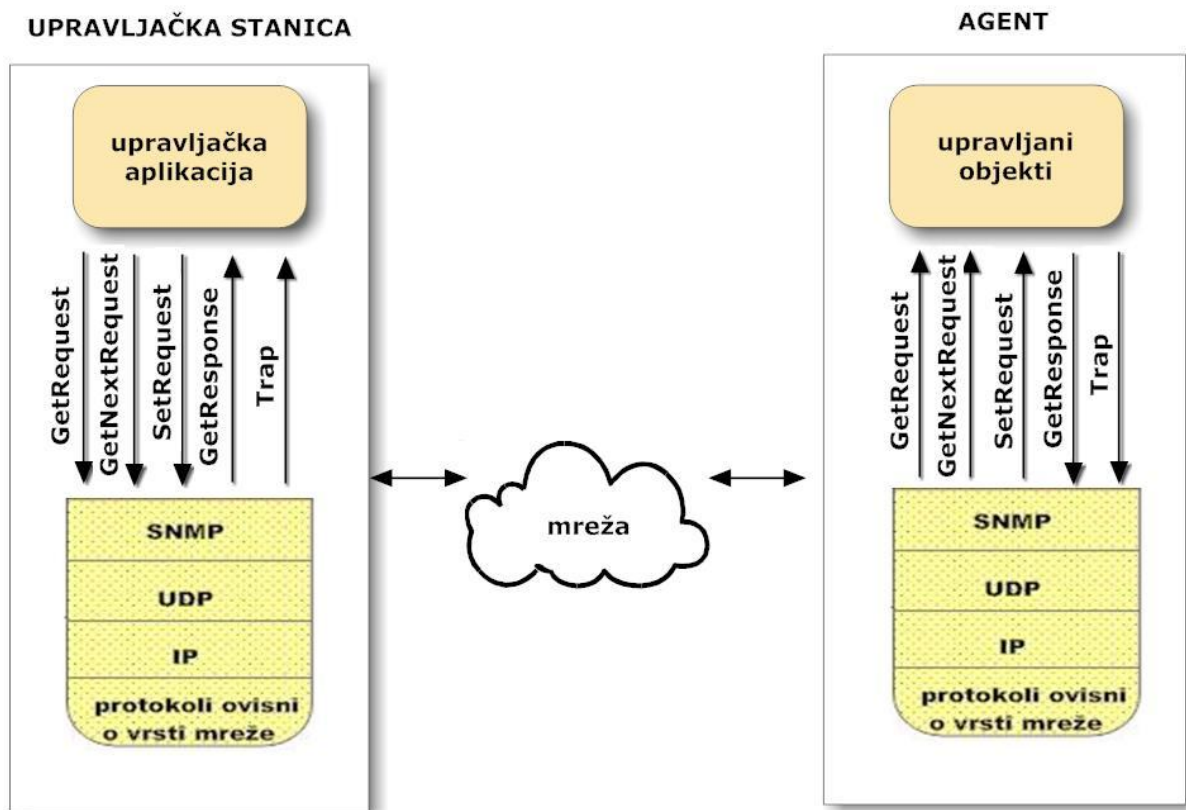 UPRAVLJAČKA STANICA
upravljačka
aplikacija
GetRequest
GetNextRequest
SetRequest
GetResponse
Trap
SNMP
UDP
IP
protokoli ovisni
o vrsti mreže
mreža
AGENT
upravljani
objekti
GetRequest
GetNextRequest
SetRequest
GetResponse
Trap
SNMP
UDP
IP
protokoli ovisni
o vrsti mreže